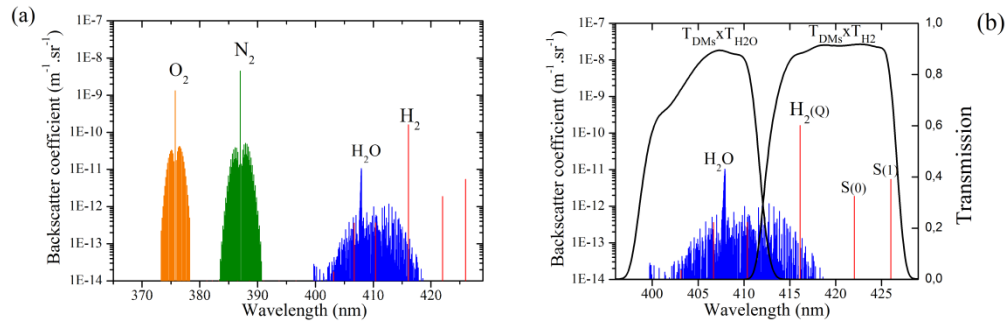 (a)
Backscatter coefficient (m⁻¹.sr⁻¹)
1E-7
1E-8
1E-9
1E-10
1E-11
1E-12
1E-13
1E-14
O₂
N₂
H₂O
H₂
370 380 390 400 410 420
Wavelength (nm)
(b)
Backscatter coefficient (m⁻¹.sr⁻¹)
1E-7
1E-8
1E-9
1E-10
1E-11
1E-12
1E-13
1E-14
T_DMs x T_H2O T_DMs x T_H2
H₂O
H₂(Q)
S(0)
S(1)
1,0
0,8
0,6
0,4
0,2
0,0
Transmission
400 405 410 415 420 425
Wavelength (nm)